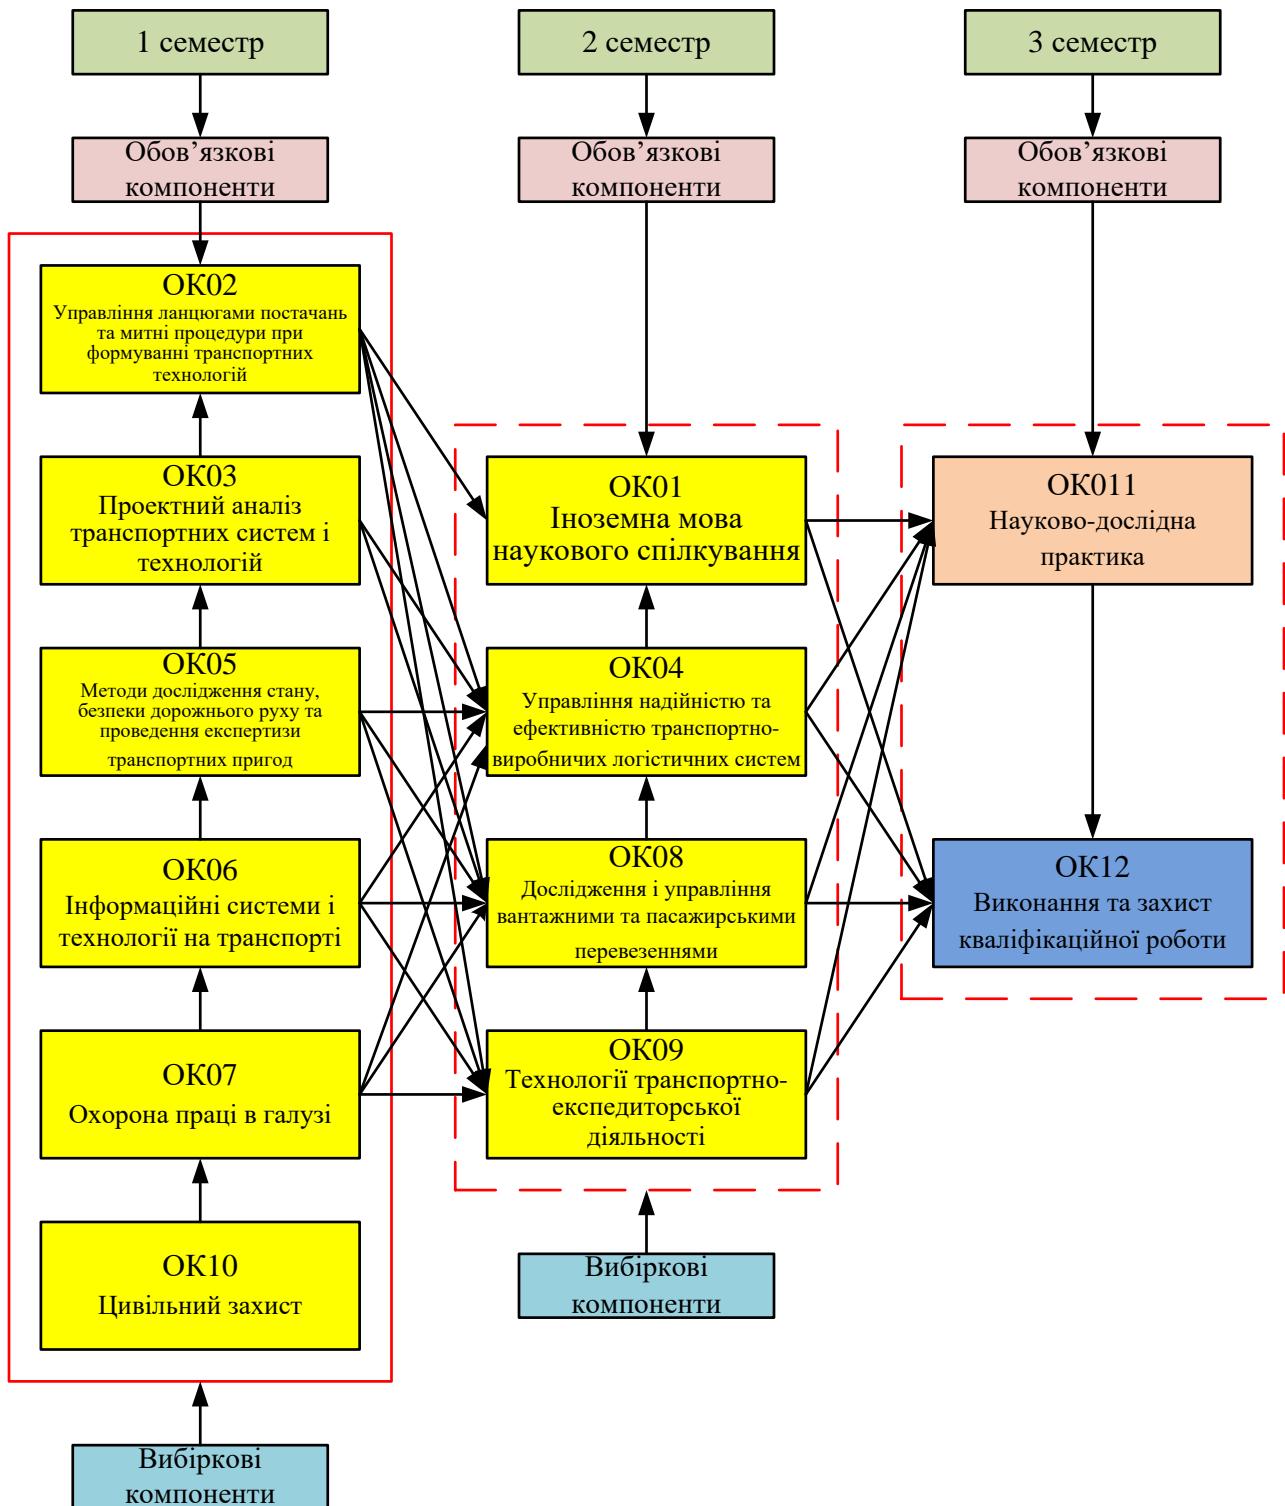 1 семестр
2 семестр
3 семестр
Обов’язкові
компоненти
Обов’язкові
компоненти
Обов’язкові
компоненти
ОК02
Управління ланцюгами постачань
та митні процедури при
формуванні транспортних
технологій
ОК03
Проектний аналіз
транспортних систем і
технологій
ОК05
Методи дослідження стану,
безпеки дорожнього руху та
проведення експертизи
транспортних пригод
ОК06
Інформаційні системи і
технології на транспорті
ОК07
Охорона праці в галузі
ОК10
Цивільний захист
Вибіркові
компоненти
ОК01
Іноземна мова
наукового спілкування
ОК04
Управління надійністю та
ефективністю транспортно-
виробничих логістичних систем
ОК08
Дослідження і управління
вантажними та пасажирськими
перевезеннями
ОК09
Технології транспортно-
експедиторської
діяльності
Вибіркові
компоненти
ОК011
Науково-дослідна
практика
ОК12
Виконання та захист
кваліфікаційної роботи